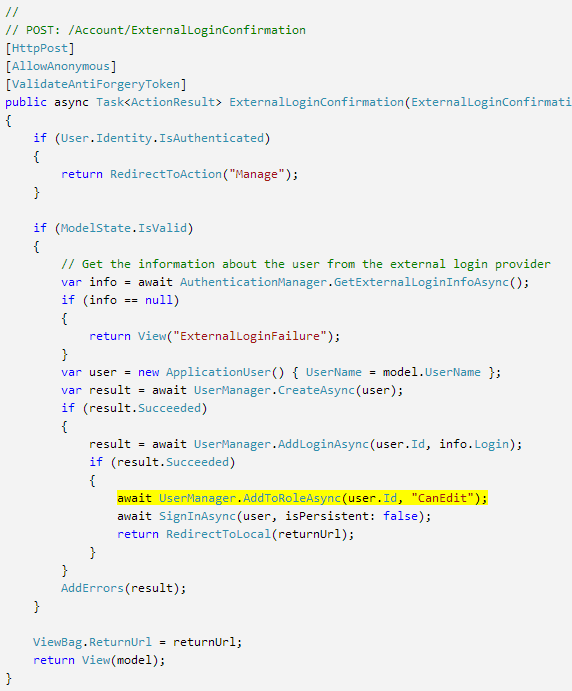 //
// POST: /Account/ExternalLoginConfirmation
[HttpPost]
[AllowAnonymous]
[ValidateAntiForgeryToken]
public async Task<ActionResult> ExternalLoginConfirmation(ExternalLoginConfirmati
{
if (User.Identity.IsAuthenticated)
{
return RedirectToAction("Manage");
}
if (ModelState.IsValid)
{
// Get the information about the user from the external login provider
var info = await AuthenticationManager.GetExternalLoginInfoAsync();
if (info == null)
{
return View("ExternalLoginFailure");
}
var user = new ApplicationUser() { UserName = model.UserName };
var result = await UserManager.CreateAsync(user);
if (result.Succeeded)
{
result = await UserManager.AddLoginAsync(user.Id, info.Login);
if (result.Succeeded)
{
await UserManager.AddToRoleAsync(user.Id, "CanEdit");
await SignInAsync(user, isPersistent: false);
return RedirectToLocal(returnUrl);
}
}
AddErrors(result);
}
ViewBag.ReturnUrl = returnUrl;
return View(model);
}